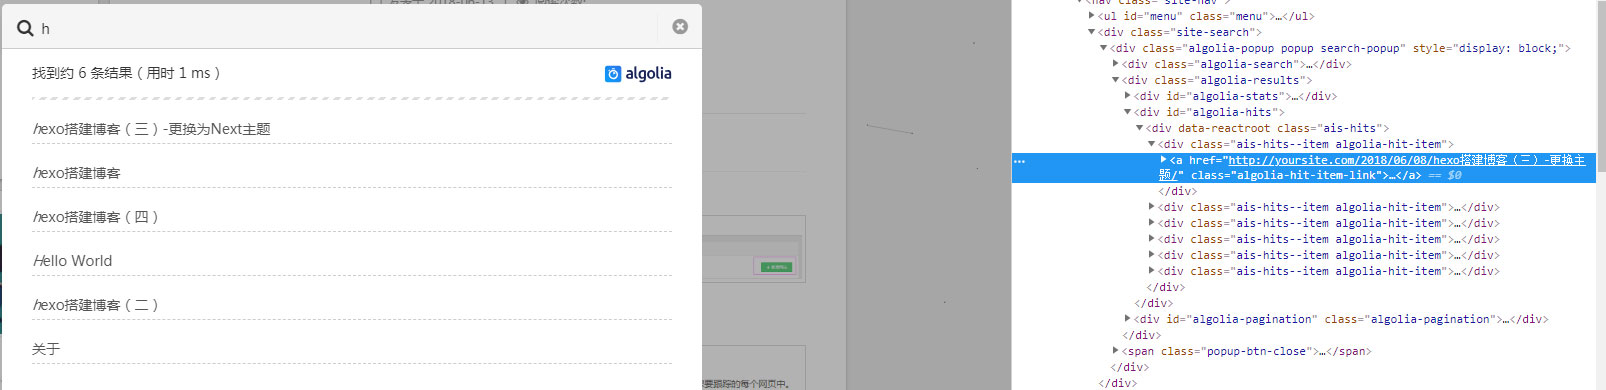 h
找到约 6 条结果（用时 1 ms）
algolia
hexo搭建博客（三）-更换为Next主题
hexo搭建博客
hexo搭建博客（四）
Hello World
hexo搭建博客（二）
关于
要跟踪的每个网页中。
<ul id="menu" class="menu">…</ul>
<div class="site-search">
<div class="algolia-popup popup search-popup" style="display: block;">
<div class="algolia-search">…</div>
<div class="algolia-results">
<div id="algolia-stats">…</div>
<div id="algolia-hits">
<div data-reactroot class="ais-hits">
<div class="ais-hits--item algolia-hit-item">
<a href="http://yoursite.com/2018/06/08/hexo搭建博客（三）-更换主
题/" class="algolia-hit-item-link">…</a> == $0
</div>
<div class="ais-hits--item algolia-hit-item">…</div>
<div class="ais-hits--item algolia-hit-item">…</div>
<div class="ais-hits--item algolia-hit-item">…</div>
<div class="ais-hits--item algolia-hit-item">…</div>
<div class="ais-hits--item algolia-hit-item">…</div>
</div>
</div>
<div id="algolia-pagination" class="algolia-pagination">…</div>
</div>
<span class="popup-btn-close">…</span>
</div>
</div>